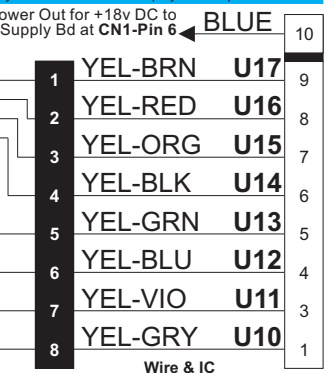 ower Out for +18v DC to
Supply Bd at CN1-Pin 6 BLUE 10
1 YEL-BRN U17 9
2 YEL-RED U16 8
3 YEL-ORG U15 7
4 YEL-BLK U14 6
5 YEL-GRN U13 5
6 YEL-BLU U12 4
7 YEL-VIO U11 3
8 YEL-GRY U10 1
Wire & IC